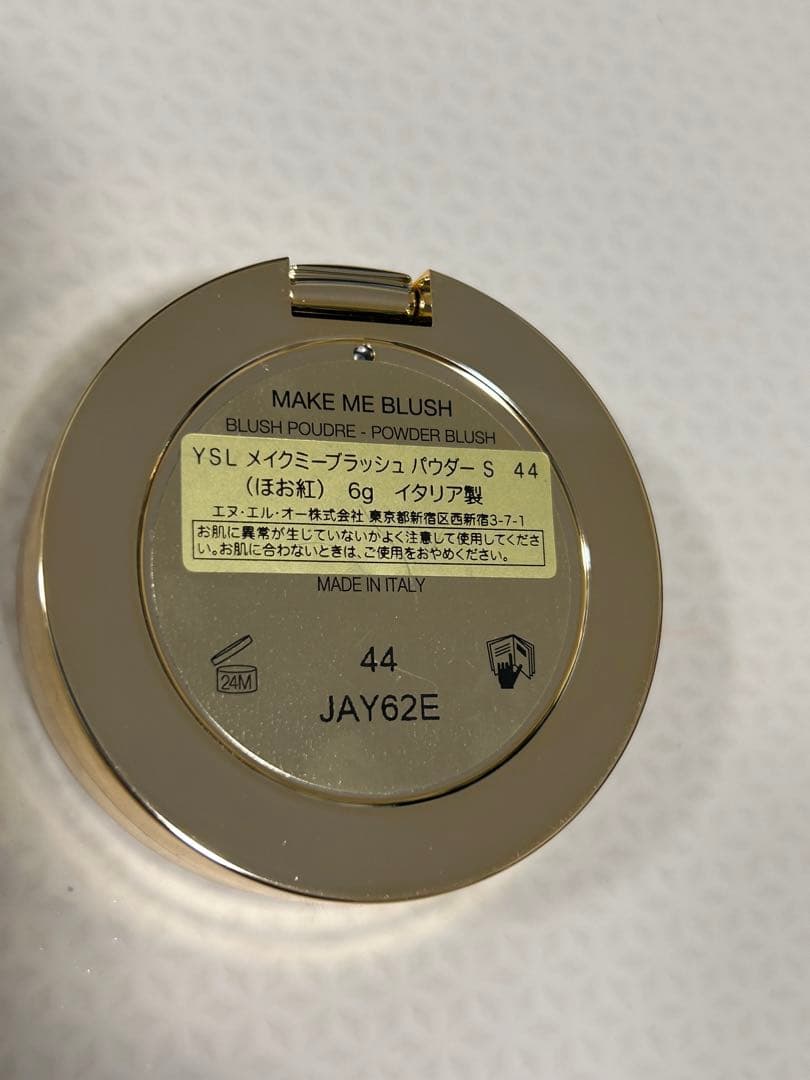 MAKE ME BLUSH
BLUSH POUDRE - POWDER BLUSH
YSL メイクミーブラッシュ パウダー S 44
（ほお紅） 6g イタリア製
エヌ・エル・オー株式会社 東京都新宿区西新宿3-7-1
お肌に異常が生じていないかよく注意して使用してくださ
い。お肌に合わないときは、ご使用をおやめください。
MADE IN ITALY
24M
44
JAY62E